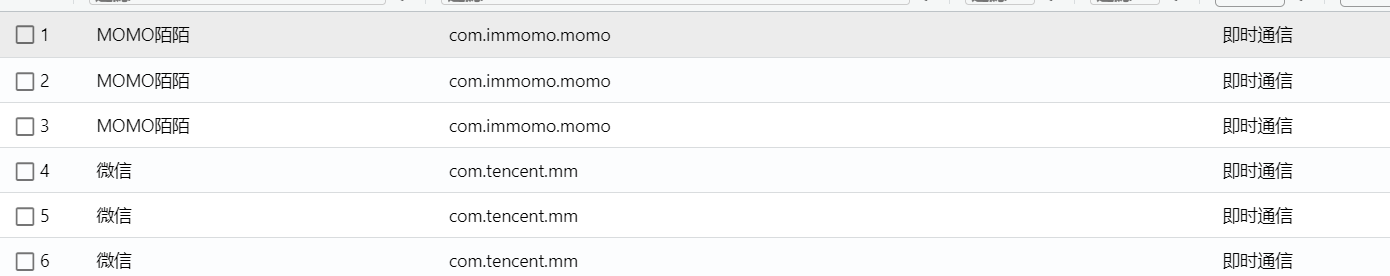 1 MOMO陌陌 com.immomo.momo 即时通信
2 MOMO陌陌 com.immomo.momo 即时通信
3 MOMO陌陌 com.immomo.momo 即时通信
4 微信 com.tencent.mm 即时通信
5 微信 com.tencent.mm 即时通信
6 微信 com.tencent.mm 即时通信